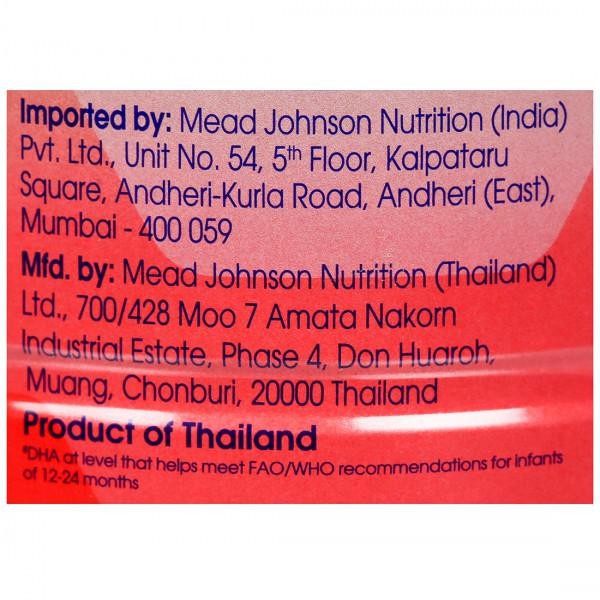 Imported by: Mead Johnson Nutrition (India)
Pvt. Ltd., Unit No. 54, 5th Floor, Kalpataru
Square, Andheri-Kurla Road, Andheri (East),
Mumbai - 400 059
Mfd. by: Mead Johnson Nutrition (Thailand)
Ltd., 700/428 Moo 7 Amata Nakorn
Industrial Estate, Phase 4, Don Huaroh,
Muang, Chonburi, 20000 Thailand
Product of Thailand
#DHA at level that helps meet FAO/WHO recommendations for infants
of 12-24 months